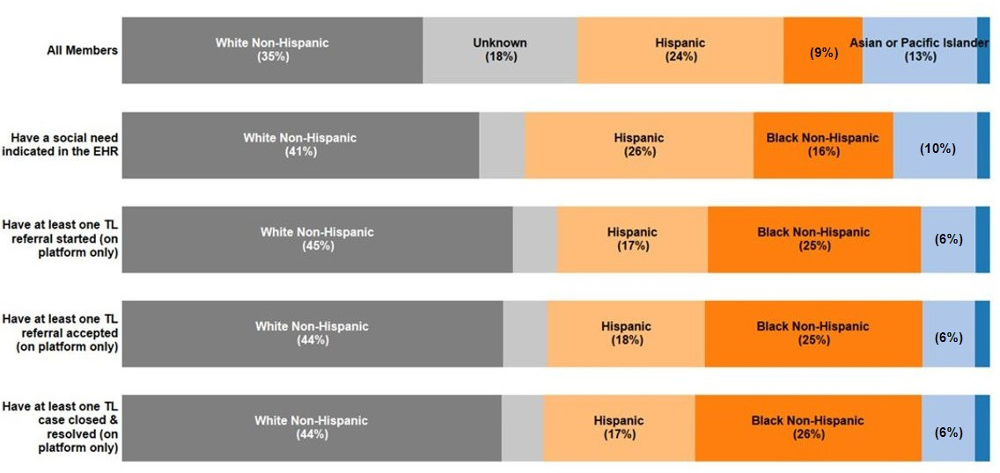 All Members
White Non-Hispanic
(35%)
Unknown
(18%)
Hispanic
(24%)
(9%)
Asian or Pacific Islander
(13%)
Have a social need
indicated in the EHR
White Non-Hispanic
(41%)
Hispanic
(26%)
Black Non-Hispanic
(16%)
(10%)
Have at least one TL
referral started (on
platform only)
White Non-Hispanic
(45%)
Hispanic
(17%)
Black Non-Hispanic
(25%)
(6%)
Have at least one TL
referral accepted
(on platform only)
White Non-Hispanic
(44%)
Hispanic
(18%)
Black Non-Hispanic
(25%)
(6%)
Have at least one TL
case closed &
resolved (on
platform only)
White Non-Hispanic
(44%)
Hispanic
(17%)
Black Non-Hispanic
(26%)
(6%)